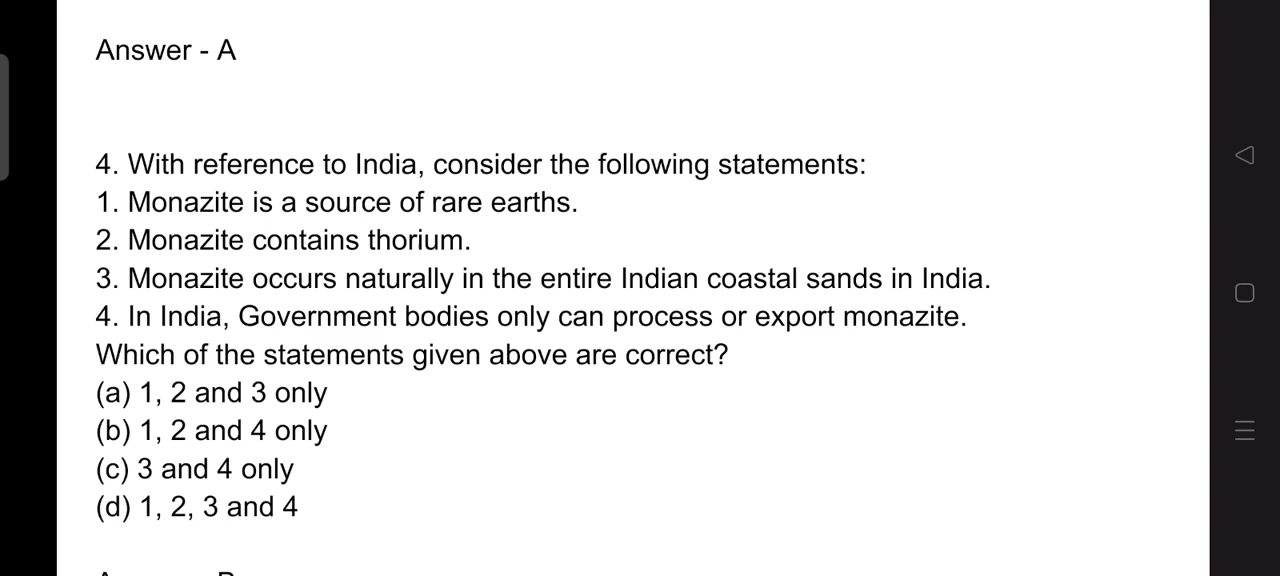 Answer - A
4. With reference to India, consider the following statements:
1. Monazite is a source of rare earths.
2. Monazite contains thorium.
3. Monazite occurs naturally in the entire Indian coastal sands in India.
4. In India, Government bodies only can process or export monazite.
Which of the statements given above are correct?
(a) 1, 2 and 3 only
(b) 1, 2 and 4 only
(c) 3 and 4 only
(d) 1, 2, 3 and 4